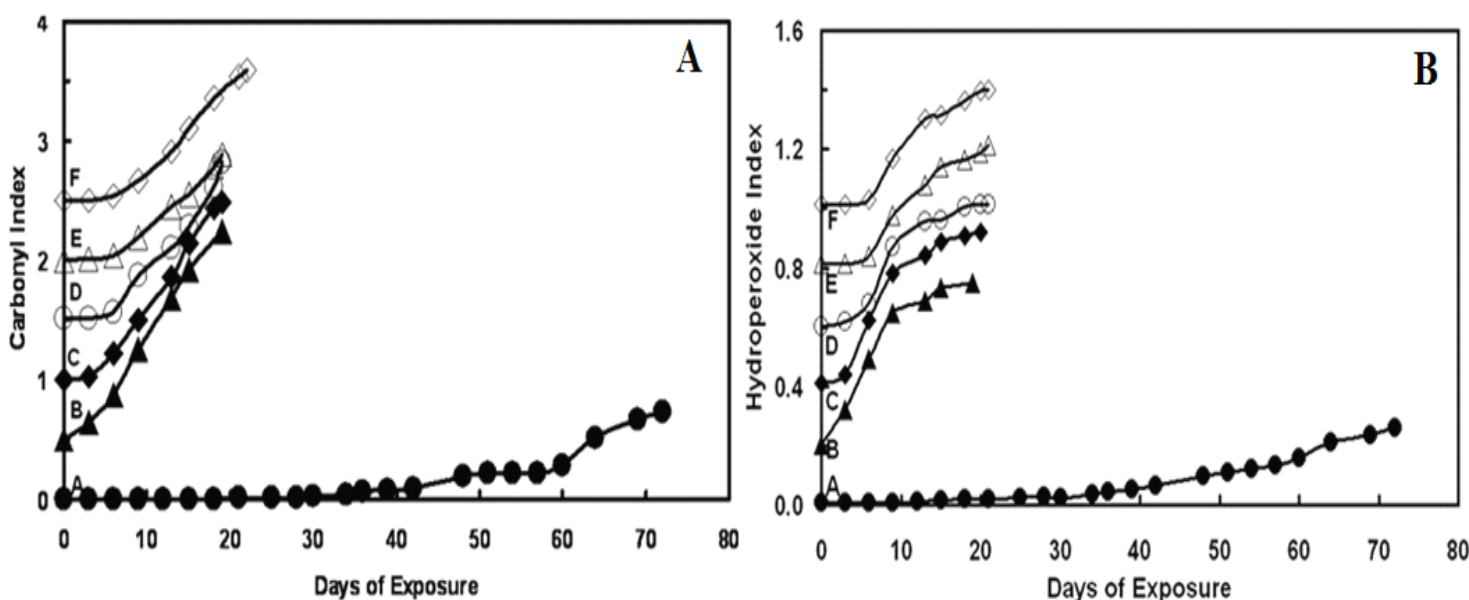 A
Carbonyl Index
4
3
2
1
0
F
E
D
C
B
A
0 10 20 30 40 50 60 70 80
Days of Exposure
B
Hydroperoxide Index
1.6
1.2
0.8
0.4
0.0
F
E
D
C
B
A
0 10 20 30 40 50 60 70 80
Days of Exposure